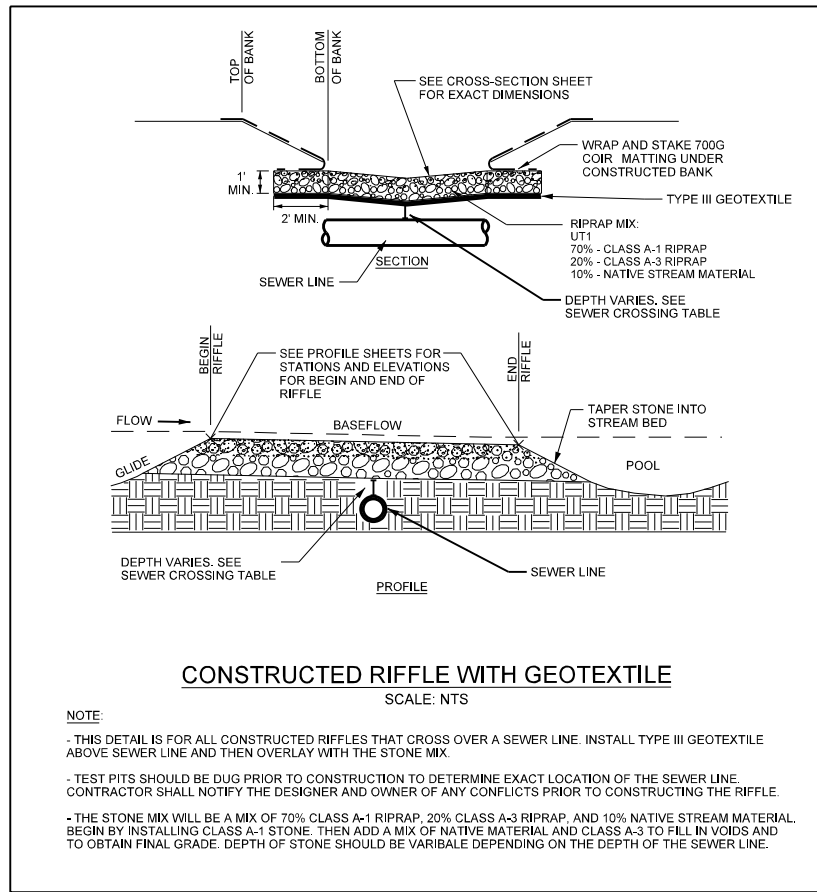 TOP
OF BANK
BOTTOM
OF BANK
SEE CROSS-SECTION SHEET
FOR EXACT DIMENSIONS
WRAP AND STAKE 700G
COIR MATTING UNDER
CONSTRUCTED BANK
1'
MIN.
TYPE III GEOTEXTILE
2' MIN.
RIPRAP MIX:
UT1
70% - CLASS A-1 RIPRAP
20% - CLASS A-3 RIPRAP
10% - NATIVE STREAM MATERIAL
SECTION
SEWER LINE
DEPTH VARIES. SEE
SEWER CROSSING TABLE
BEGIN
RIFFLE
SEE PROFILE SHEETS FOR
STATIONS AND ELEVATIONS
FOR BEGIN AND END OF
RIFFLE
END
RIFFLE
FLOW
BASEFLOW
TAPER STONE INTO
STREAM BED
GLIDE
POOL
DEPTH VARIES. SEE
SEWER CROSSING TABLE
SEWER LINE
PROFILE
CONSTRUCTED RIFFLE WITH GEOTEXTILE
SCALE: NTS
NOTE:
- THIS DETAIL IS FOR ALL CONSTRUCTED RIFFLES THAT CROSS OVER A SEWER LINE. INSTALL TYPE III GEOTEXTILE
ABOVE SEWER LINE AND THEN OVERLAY WITH THE STONE MIX.
- TEST PITS SHOULD BE DUG PRIOR TO CONSTRUCTION TO DETERMINE EXACT LOCATION OF THE SEWER LINE.
CONTRACTOR SHALL NOTIFY THE DESIGNER AND OWNER OF ANY CONFLICTS PRIOR TO CONSTRUCTING THE RIFFLE.
- THE STONE MIX WILL BE A MIX OF 70% CLASS A-1 RIPRAP, 20% CLASS A-3 RIPRAP, AND 10% NATIVE STREAM MATERIAL.
BEGIN BY INSTALLING CLASS A-1 STONE. THEN ADD A MIX OF NATIVE MATERIAL AND CLASS A-3 TO FILL IN VOIDS AND
TO OBTAIN FINAL GRADE. DEPTH OF STONE SHOULD BE VARIBALE DEPENDING ON THE DEPTH OF THE SEWER LINE.